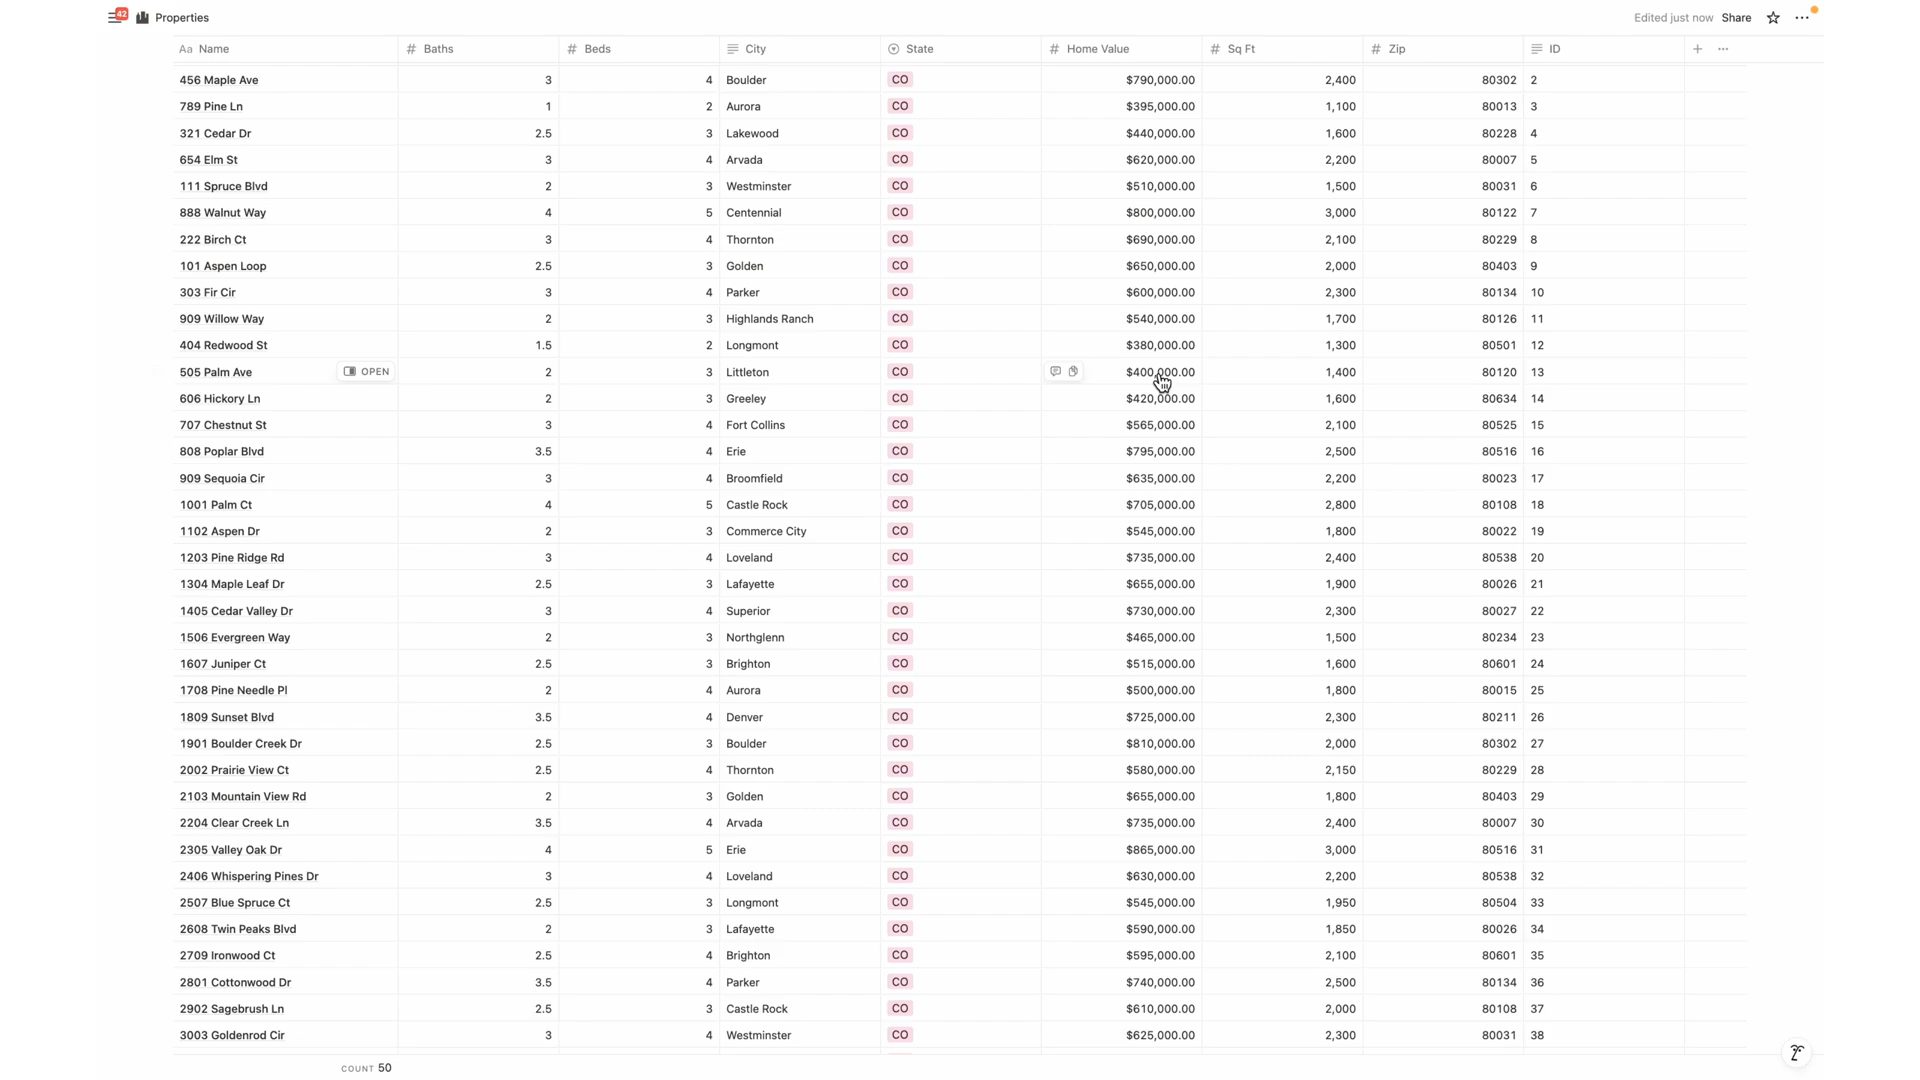 42 Properties Edited just now Share
Aa Name # Baths # Beds City State # Home Value # Sq Ft # Zip ID
456 Maple Ave 3 4 Boulder CO $790,000.00 2,400 80302 2
789 Pine Ln 1 2 Aurora CO $395,000.00 1,100 80013 3
321 Cedar Dr 2.5 3 Lakewood CO $440,000.00 1,600 80228 4
654 Elm St 3 4 Arvada CO $620,000.00 2,200 80007 5
111 Spruce Blvd 2 3 Westminster CO $510,000.00 1,500 80031 6
888 Walnut Way 4 5 Centennial CO $800,000.00 3,000 80122 7
222 Birch Ct 3 4 Thornton CO $690,000.00 2,100 80229 8
101 Aspen Loop 2.5 3 Golden CO $650,000.00 2,000 80403 9
303 Fir Cir 3 4 Parker CO $600,000.00 2,300 80134 10
909 Willow Way 2 3 Highlands Ranch CO $540,000.00 1,700 80126 11
404 Redwood St 1.5 2 Longmont CO $380,000.00 1,300 80501 12
505 Palm Ave OPEN 2 3 Littleton CO $400,000.00 1,400 80120 13
606 Hickory Ln 2 3 Greeley CO $420,000.00 1,600 80634 14
707 Chestnut St 3 4 Fort Collins CO $565,000.00 2,100 80525 15
808 Poplar Blvd 3.5 4 Erie CO $795,000.00 2,500 80516 16
909 Sequoia Cir 3 4 Broomfield CO $635,000.00 2,200 80023 17
1001 Palm Ct 4 5 Castle Rock CO $705,000.00 2,800 80108 18
1102 Aspen Dr 2 3 Commerce City CO $545,000.00 1,800 80022 19
1203 Pine Ridge Rd 3 4 Loveland CO $735,000.00 2,400 80538 20
1304 Maple Leaf Dr 2.5 3 Lafayette CO $655,000.00 1,900 80026 21
1405 Cedar Valley Dr 3 4 Superior CO $730,000.00 2,300 80027 22
1506 Evergreen Way 2 3 Northglenn CO $465,000.00 1,500 80234 23
1607 Juniper Ct 2.5 3 Brighton CO $515,000.00 1,600 80601 24
1708 Pine Needle Pl 2 4 Aurora CO $500,000.00 1,800 80015 25
1809 Sunset Blvd 3.5 4 Denver CO $725,000.00 2,300 80211 26
1901 Boulder Creek Dr 2.5 3 Boulder CO $810,000.00 2,000 80302 27
2002 Prairie View Ct 2.5 4 Thornton CO $580,000.00 2,150 80229 28
2103 Mountain View Rd 2 3 Golden CO $655,000.00 1,800 80403 29
2204 Clear Creek Ln 3.5 4 Arvada CO $735,000.00 2,400 80007 30
2305 Valley Oak Dr 4 5 Erie CO $865,000.00 3,000 80516 31
2406 Whispering Pines Dr 3 4 Loveland CO $630,000.00 2,200 80538 32
2507 Blue Spruce Ct 2.5 3 Longmont CO $545,000.00 1,950 80504 33
2608 Twin Peaks Blvd 2 3 Lafayette CO $590,000.00 1,850 80026 34
2709 Ironwood Ct 2.5 4 Brighton CO $595,000.00 2,100 80601 35
2801 Cottonwood Dr 3.5 4 Parker CO $740,000.00 2,500 80134 36
2902 Sagebrush Ln 2.5 3 Castle Rock CO $610,000.00 2,000 80108 37
3003 Goldenrod Cir 3 4 Westminster CO $625,000.00 2,300 80031 38
COUNT 50